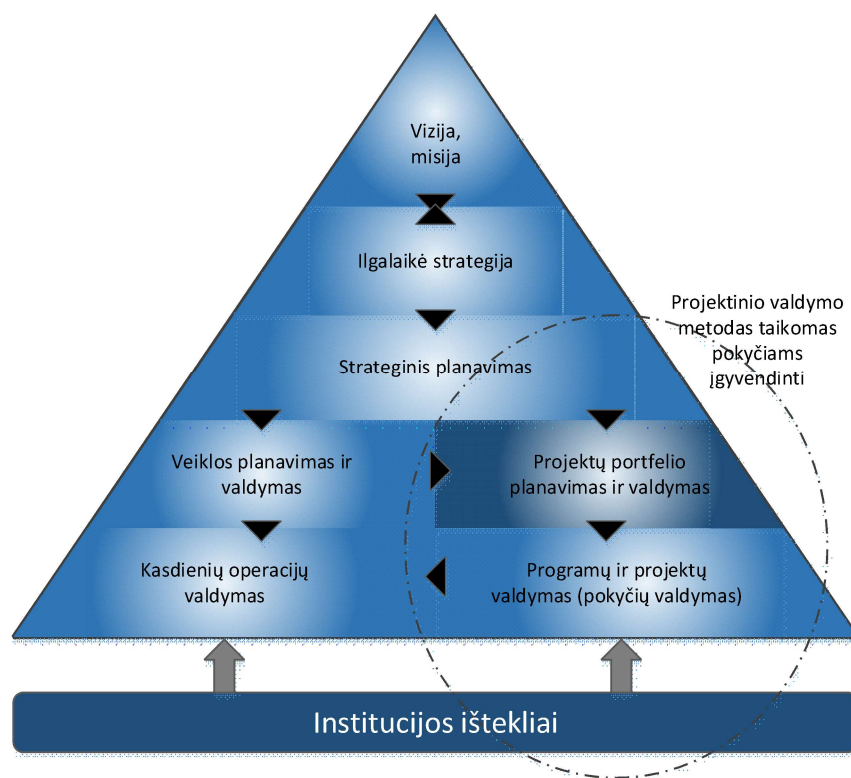 Vizija,
misija
Ilgalaikė strategija
Projektinio valdymo
metodas taikomas
pokyčiams
įgyvendinti
Strateginis planavimas
Veiklos planavimas ir
valdymas
Projektų portfelio
planavimas ir valdymas
Kasdienių operacijų
valdymas
Programų ir projektų
valdymas (pokyčių valdymas)
Institucijos ištekliai